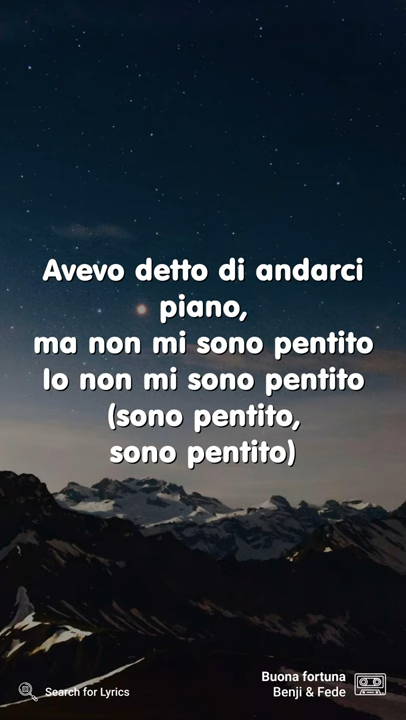 Avevo detto di andarci
piano,
ma non mi sono pentito
Io non mi sono pentito
(sono pentito,
sono pentito)
Buona fortuna
Search for Lyrics
Benji & Fede